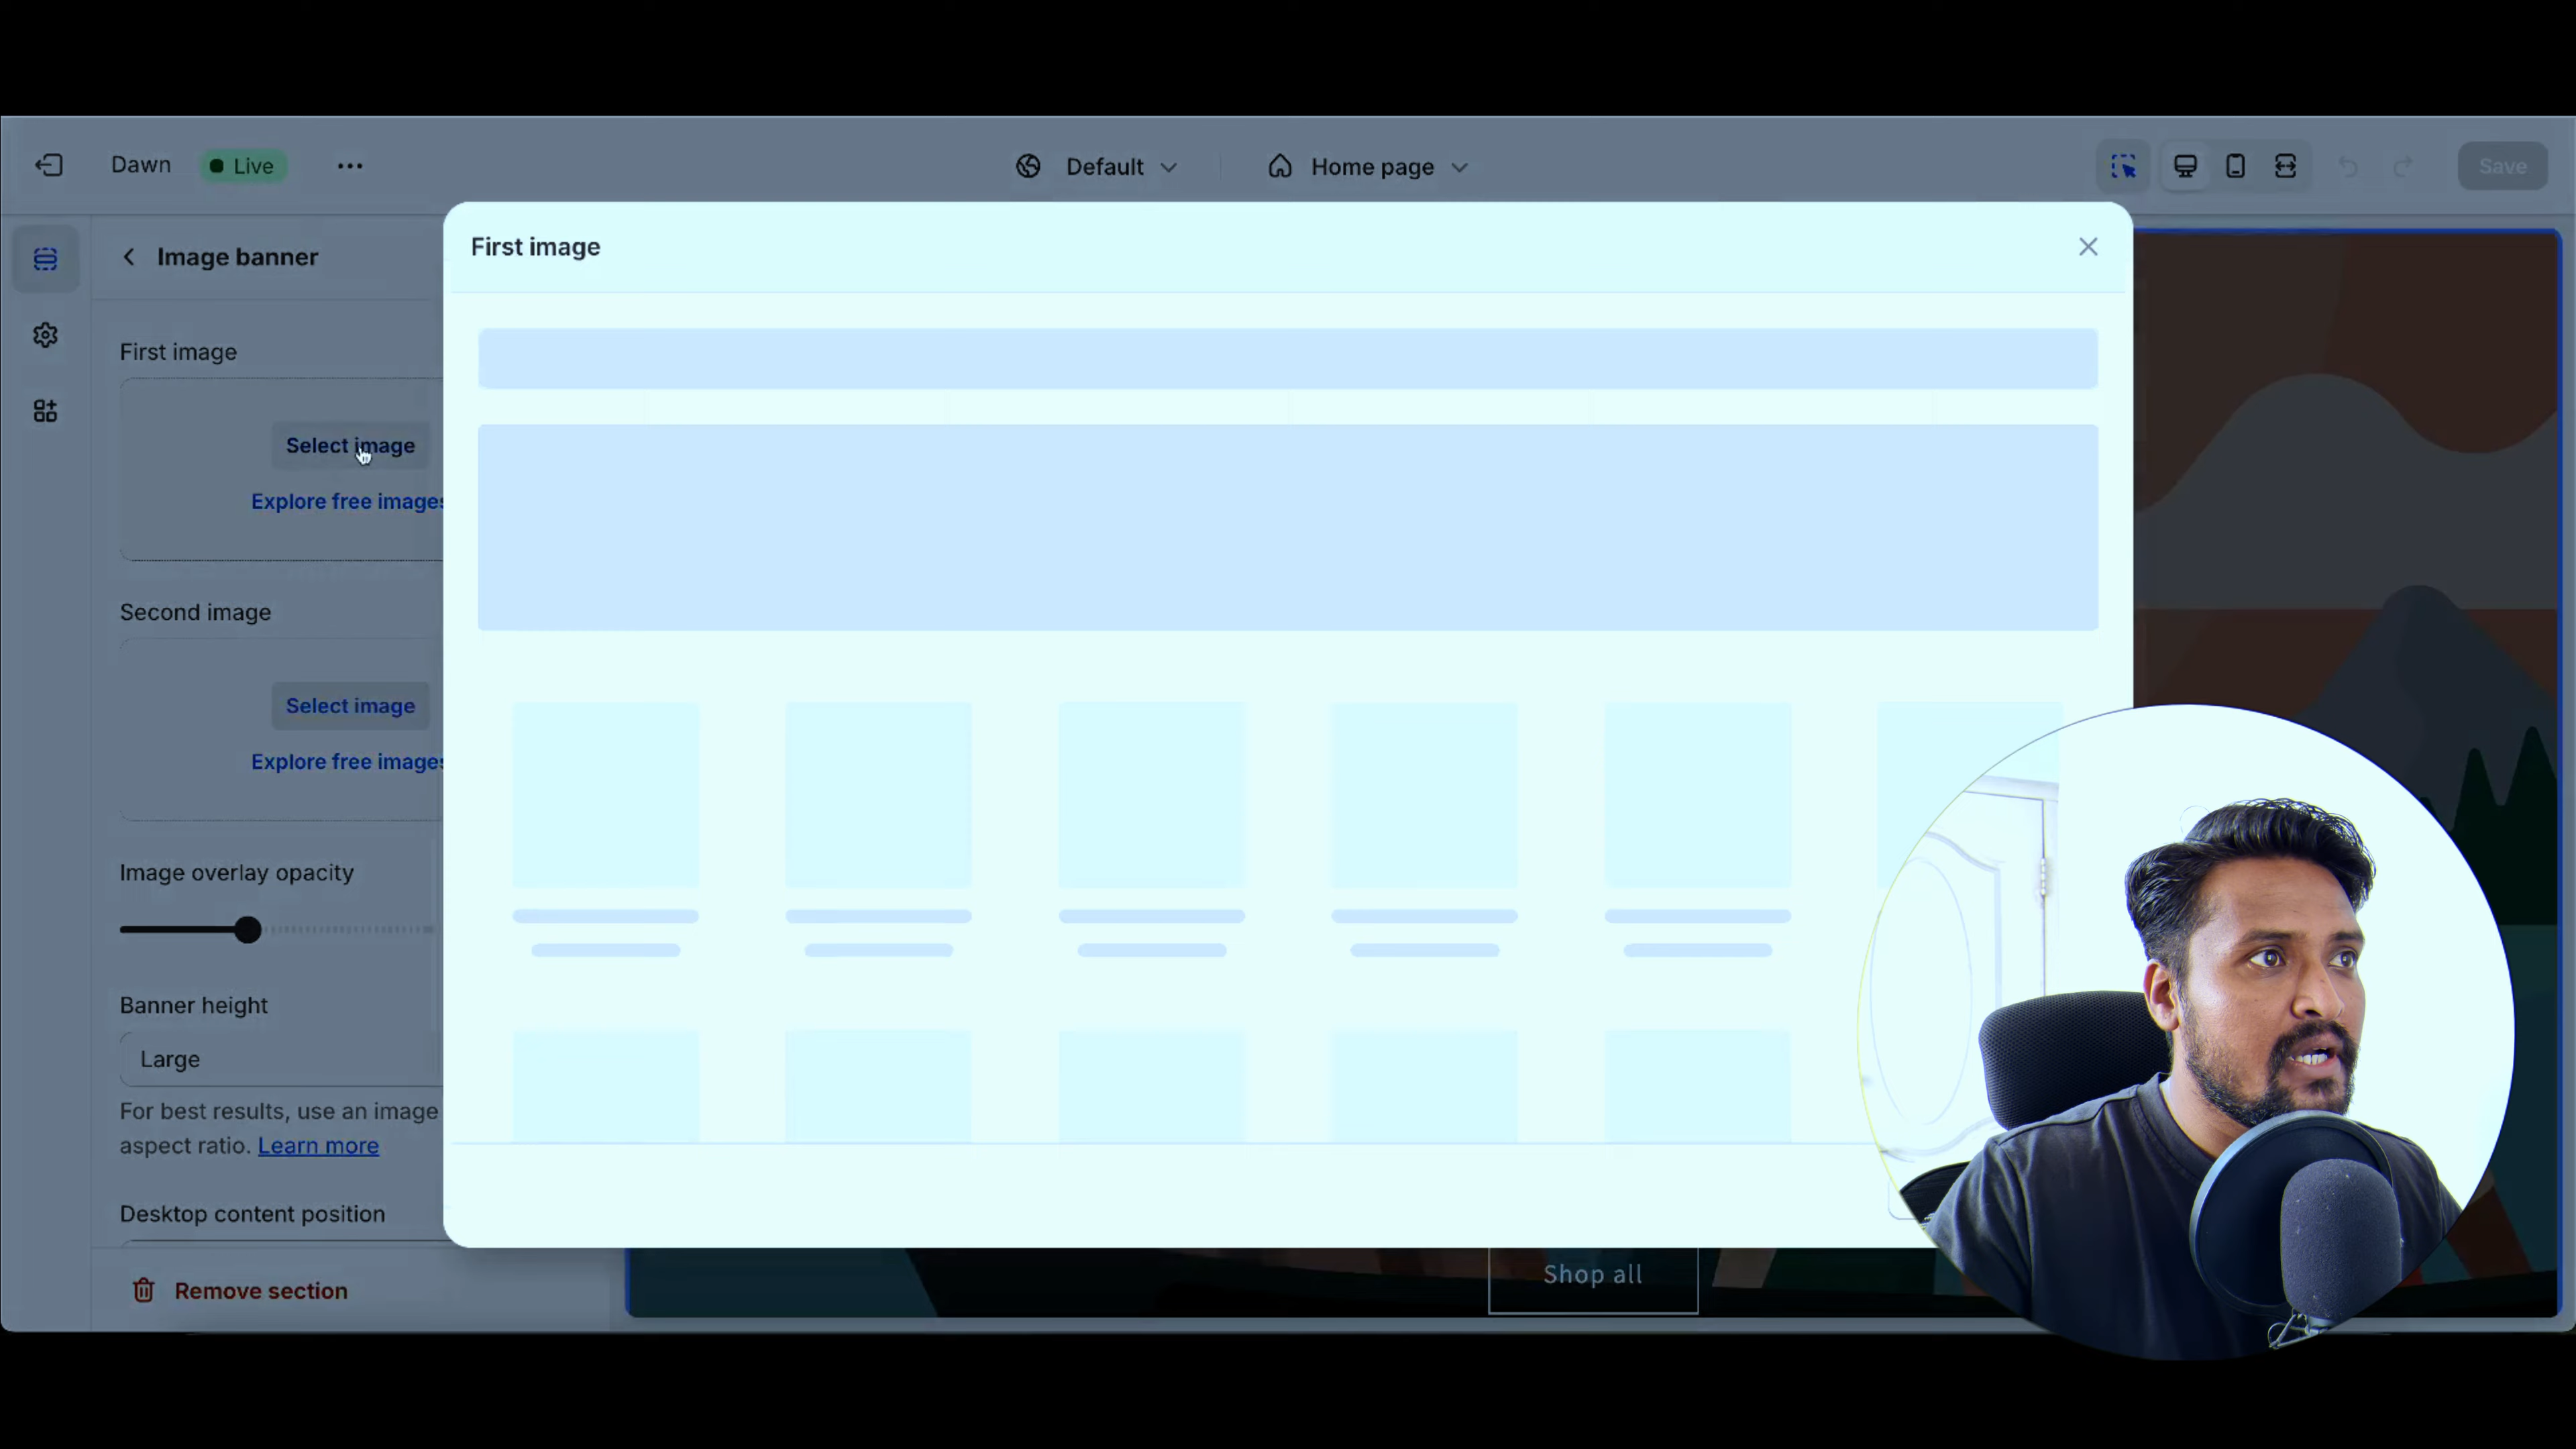 Dawn
Live
Default
Home page
Save
Image banner
First image
Select image
Explore free images
Second image
Select image
Explore free images
Image overlay opacity
Banner height
Large
For best results, use an image
aspect ratio. Learn more
Desktop content position
Remove section
First image
Shop all